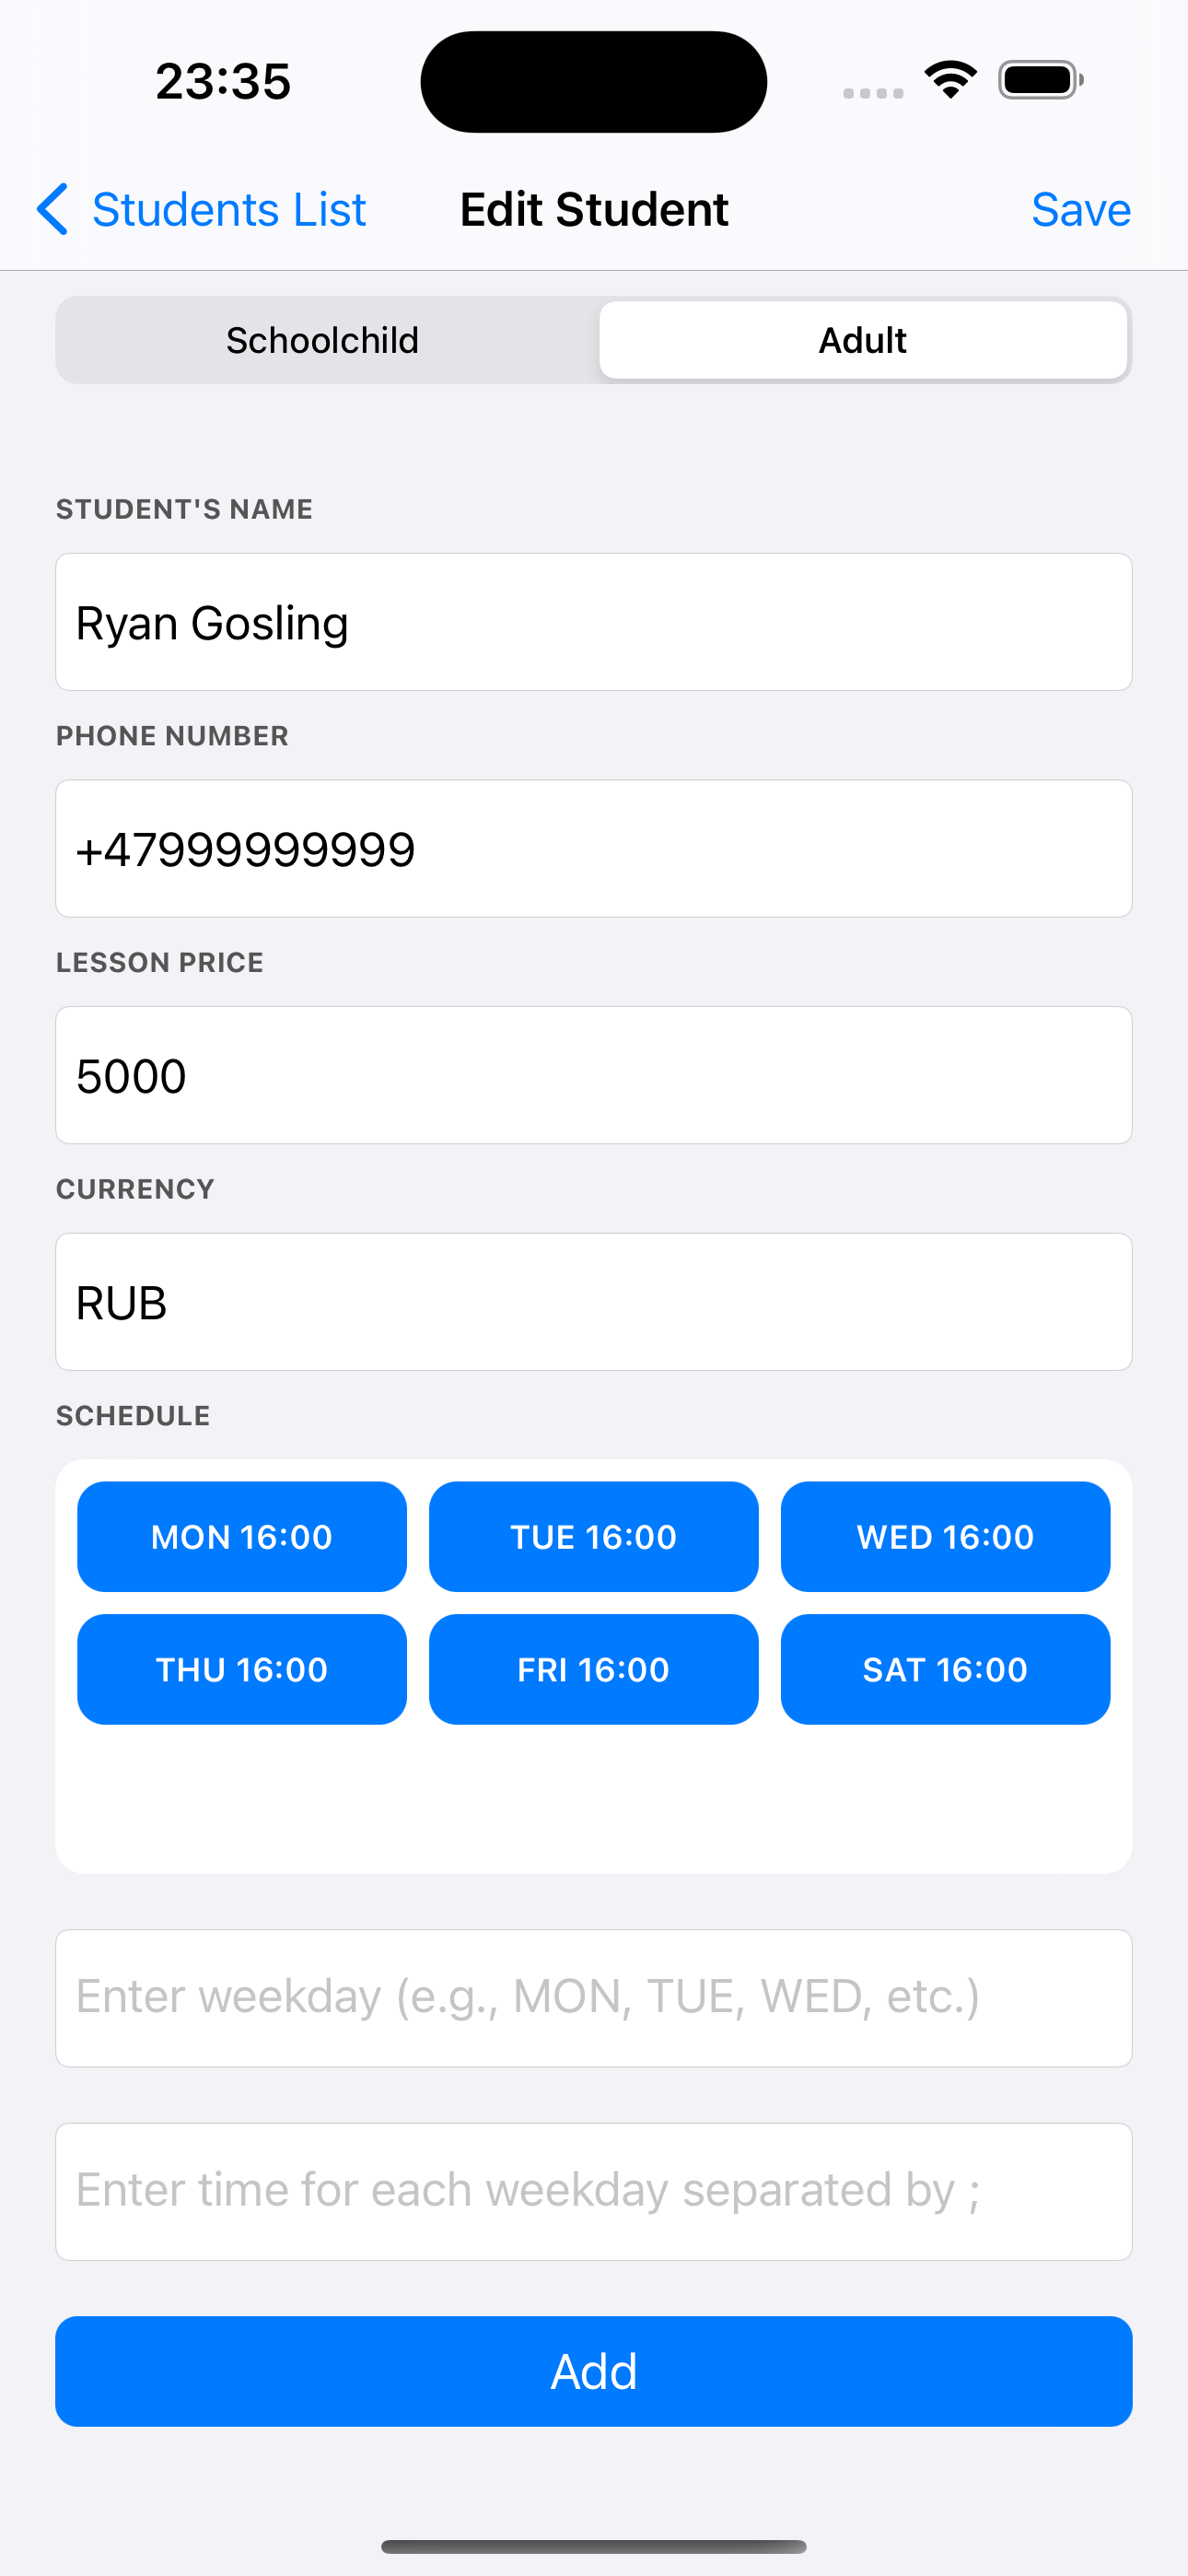 23:35
Students List Edit Student Save
Schoolchild Adult
STUDENT'S NAME
Ryan Gosling
PHONE NUMBER
+47999999999
LESSON PRICE
5000
CURRENCY
RUB
SCHEDULE
MON 16:00 TUE 16:00 WED 16:00
THU 16:00 FRI 16:00 SAT 16:00
Enter weekday (e.g., MON, TUE, WED, etc.)
Enter time for each weekday separated by ;
Add